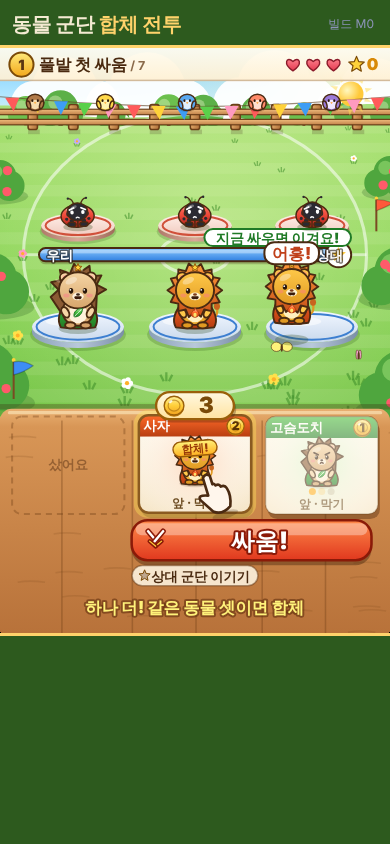 동물 군단 합체 전투
빌드 M0
1 풀밭 첫 싸움 / 7
0
지금 싸우면 이겨요!
우리
어흥!
상대
3
샀어요
사자 2
합체!
앞 · 막
고슴도치 1
앞 · 막기
싸움!
상대 군단 이기기
하나 더! 같은 동물 셋이면 합체